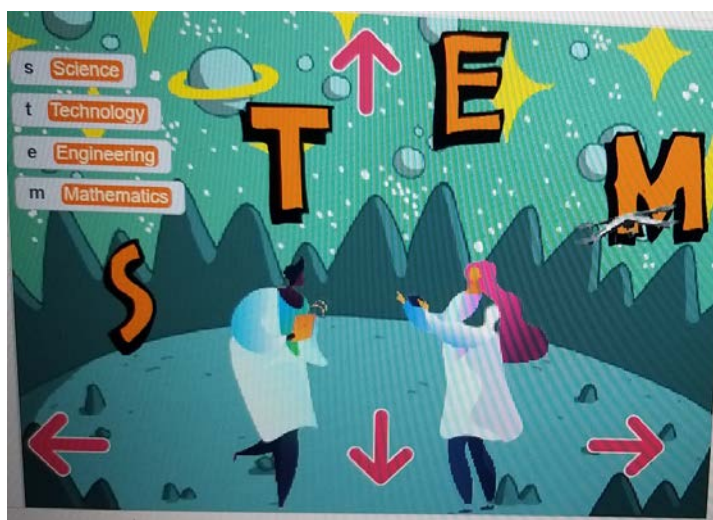 s Science
t Technology
e Engineering
m Mathematics
S T E M